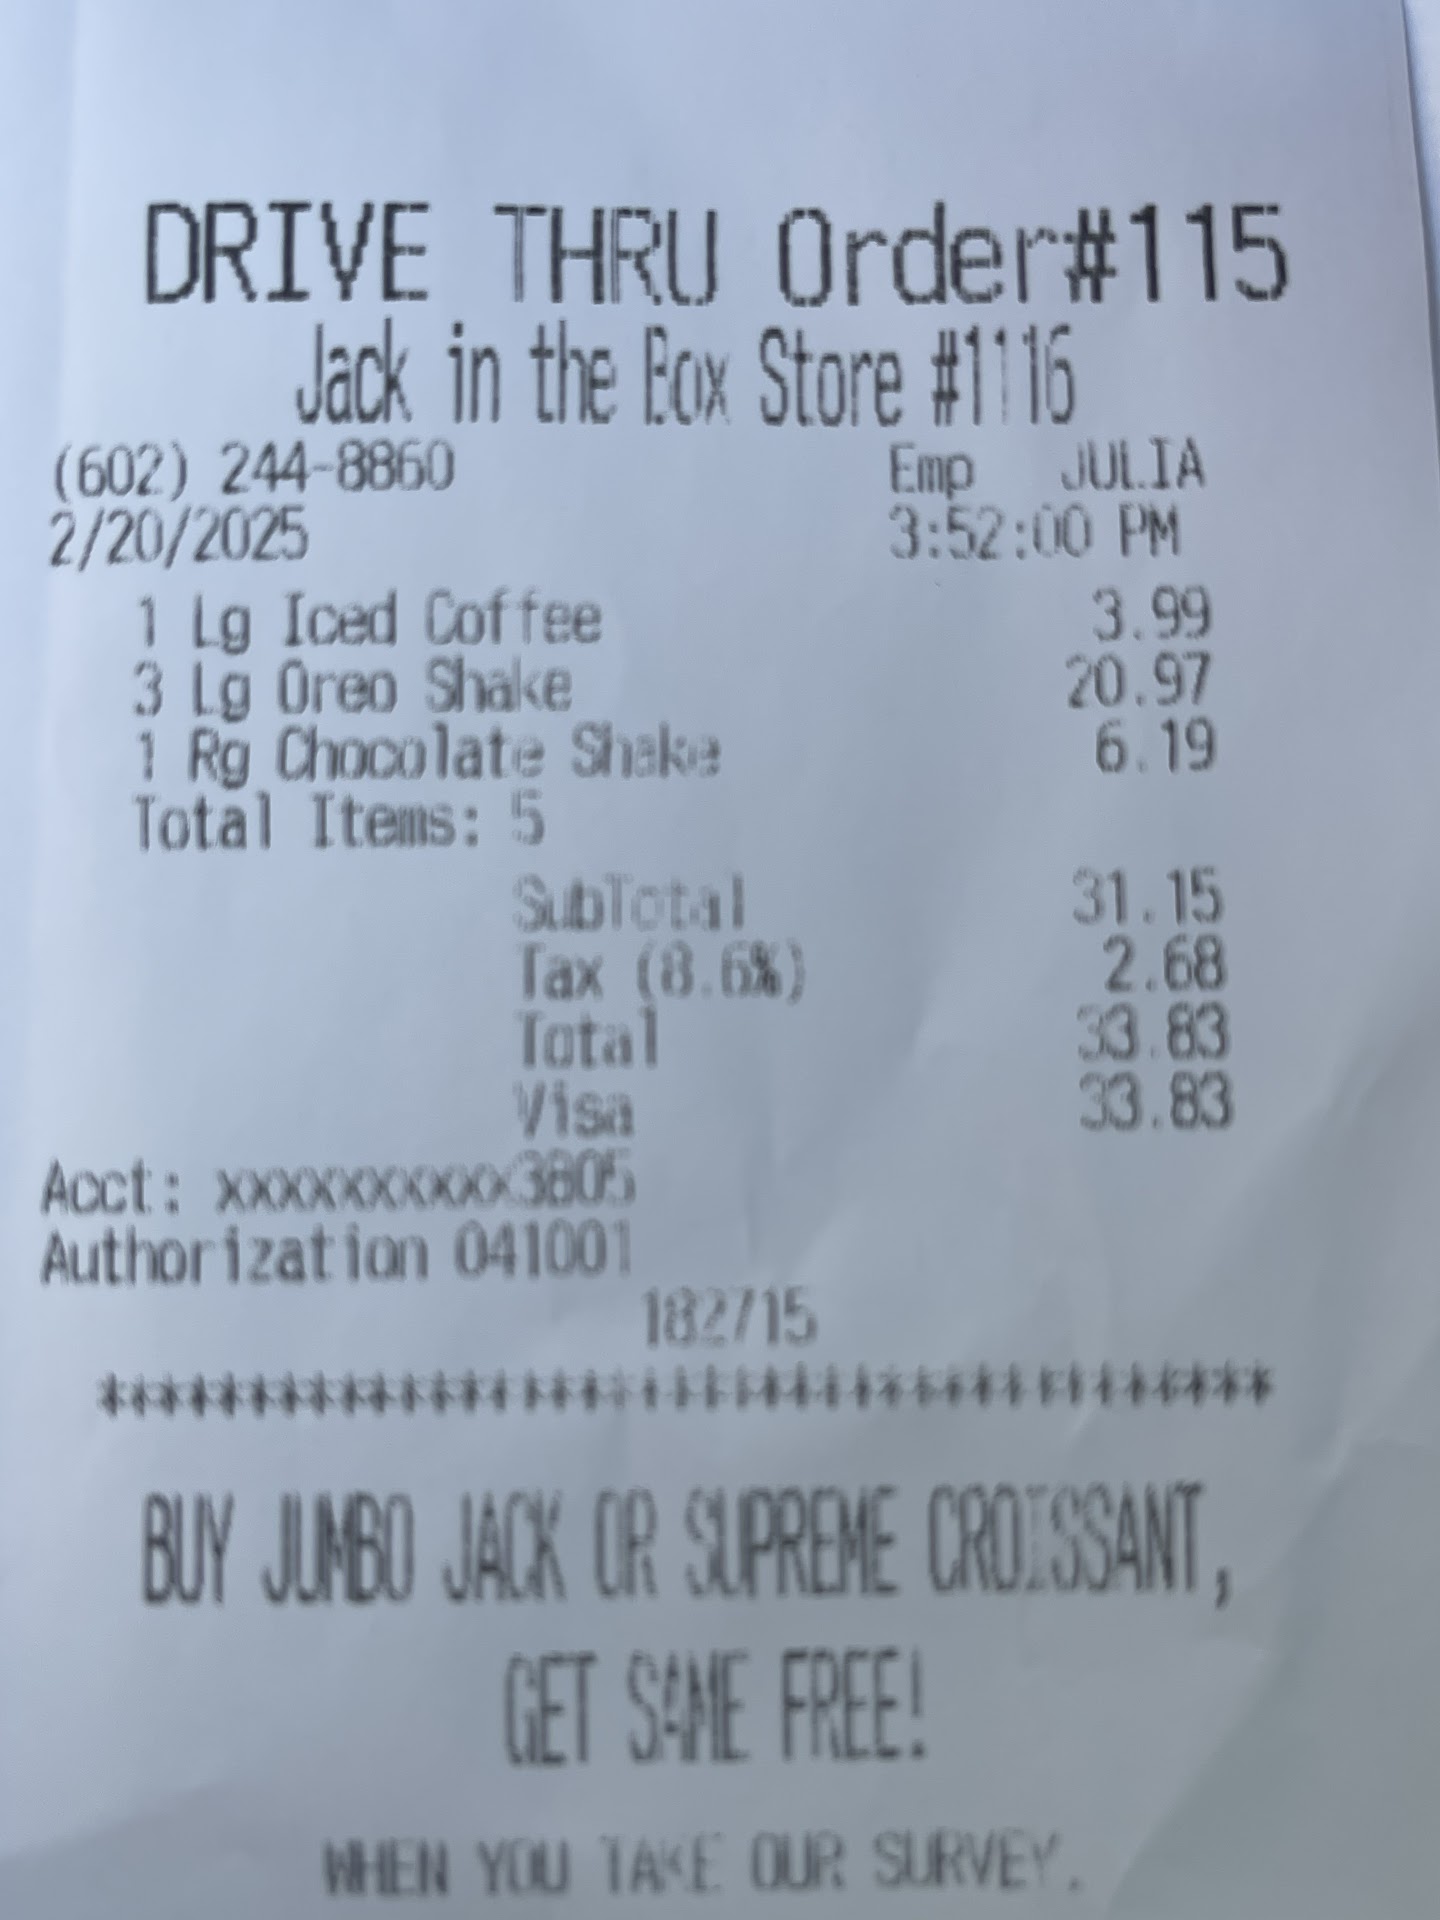 DRIVE THRU Order#115
Jack in the Box Store #1116
(602) 244-8860 Emp JULIA
2/20/2025 3:52:00 PM
1 Lg Iced Coffee 3.99
3 Lg Oreo Shake 20.97
1 Rg Chocolate Shake 6.19
Total Items: 5
SubTotal 31.15
Tax (8.6%) 2.68
Total 33.83
Visa 33.83
Acct: xxxxxxxxxx3805
Authorization 041001
182715
***************************************
BUY JUMBO JACK OR SUPREME CROISSANT,
GET SAME FREE!
WHEN YOU TAKE OUR SURVEY.